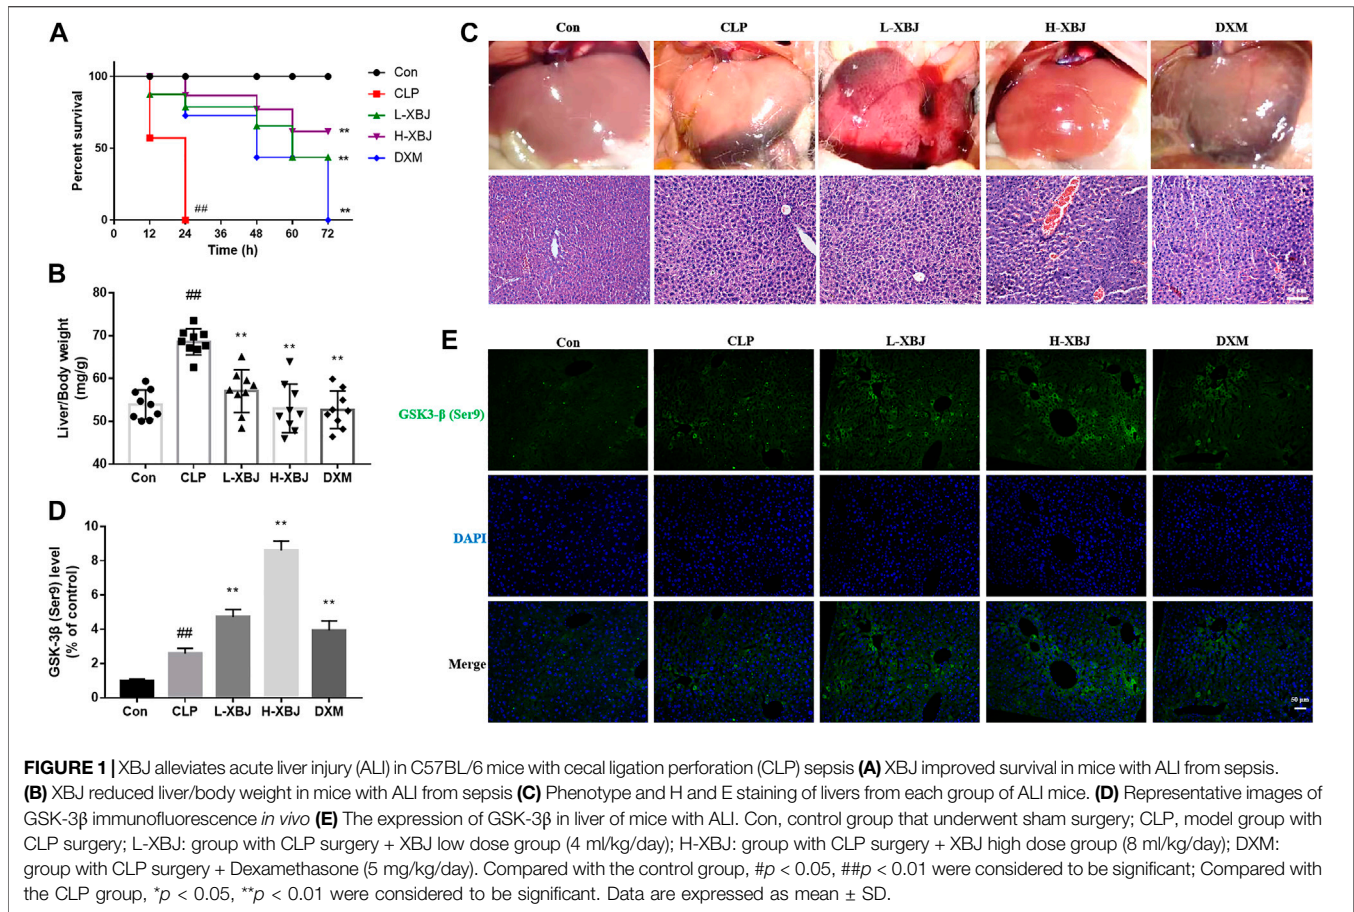 A
Percent survival
100
50
0
0 12 24 36 48 60 72
Time (h)
##
**
**
**
Con
CLP
L-XBJ
H-XBJ
DXM
B
Liver/Body weight
(mg/g)
80
70
60
50
40
##
**
**
**
Con CLP L-XBJ H-XBJ DXM
D
GSK-3β (Ser9) level
(% of control)
10
8
6
4
2
0
##
**
**
**
Con CLP L-XBJ H-XBJ DXM
C
Con CLP L-XBJ H-XBJ DXM
E
Con CLP L-XBJ H-XBJ DXM
GSK3-β (Ser9)
DAPI
Merge
50 μm
FIGURE 1 | XBJ alleviates acute liver injury (ALI) in C57BL/6 mice with cecal ligation perforation (CLP) sepsis (A) XBJ improved survival in mice with ALI from sepsis.
(B) XBJ reduced liver/body weight in mice with ALI from sepsis (C) Phenotype and H and E staining of livers from each group of ALI mice. (D) Representative images of
GSK-3β immunofluorescence in vivo (E) The expression of GSK-3β in liver of mice with ALI. Con, control group that underwent sham surgery; CLP, model group with
CLP surgery; L-XBJ: group with CLP surgery + XBJ low dose group (4 ml/kg/day); H-XBJ: group with CLP surgery + XBJ high dose group (8 ml/kg/day); DXM:
group with CLP surgery + Dexamethasone (5 mg/kg/day). Compared with the control group, #p < 0.05, ##p < 0.01 were considered to be significant; Compared with
the CLP group, *p < 0.05, **p < 0.01 were considered to be significant. Data are expressed as mean ± SD.